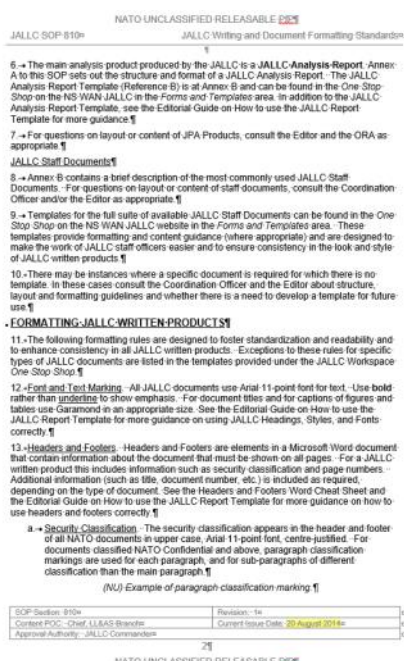 NATO UNCLASSIFIED RELEASABLE PfP¶
JALLC SOP 810¤ JALLC Writing and Document Formatting Standards¤
¶
6.→The main analysis product produced by the JALLC is a JALLC Analysis Report. Annex
A to this SOP sets out the structure and format of a JALLC Analysis Report. The JALLC
Analysis Report Template (Reference B) is at Annex B and can be found in the One Stop
Shop on the NS WAN JALLC in the Forms and Templates area. In addition to the JALLC
Analysis Report Template, see the Editorial Guide on How to use the JALLC Report
Template for more guidance.¶
7.→For questions on layout or content of JPA Products, consult the Editor and the ORA as
appropriate.¶
JALLC Staff Documents¶
8.→Annex B contains a brief description of the most commonly used JALLC Staff
Documents. For questions on layout or content of staff documents, consult the Coordination
Officer and/or the Editor as appropriate.¶
9.→Templates for the full suite of available JALLC Staff Documents can be found in the One
Stop Shop on the NS WAN JALLC website in the Forms and Templates area. These
templates provide formatting and content guidance (where appropriate) and are designed to
make the work of JALLC staff officers easier and to ensure consistency in the look and style
of JALLC written products.¶
10.→There may be instances where a specific document is required for which there is no
template. In these cases consult the Coordination Officer and the Editor about structure,
layout and formatting guidelines and whether there is a need to develop a template for future
use.¶
FORMATTING JALLC WRITTEN PRODUCTS¶
11.→The following formatting rules are designed to foster standardization and readability and
to enhance consistency in all JALLC written products. Exceptions to these rules for specific
types of JALLC documents are listed in the templates provided under the JALLC Workspace
One Stop Shop.¶
12.→Font and Text Marking. All JALLC documents use Arial 11-point font for text. Use bold
rather than underline to show emphasis. For document titles and for captions of figures and
tables use Garamond in an appropriate size. See the Editorial Guide on How to use the
JALLC Report Template for more guidance on using JALLC Headings, Styles, and Fonts
correctly.¶
13.→Headers and Footers. Headers and Footers are elements in a Microsoft Word document
that contain information about the document that must be shown on all pages. For a JALLC
written product this includes information such as security classification and page numbers.
Additional information (such as title, document number, etc.) is included as required,
depending on the type of document. See the Headers and Footers Word Cheat Sheet and
the Editorial Guide on How to use the JALLC Report Template for more guidance on how to
use headers and footers correctly.¶
a.→Security Classification. The security classification appears in the header and footer
of all NATO documents in upper case, Arial 11-point font, centre-justified. For
documents classified NATO Confidential and above, paragraph classification
markings are used for each paragraph, and for sub-paragraphs of different
classification than the main paragraph.¶
(NU) Example of paragraph classification marking.¶
SOP Section: 810¤ Revision: 1¤
Content POC: Chief, LL&AS Branch¤ Current Issue Date: 20 August 2014¤
Approval Authority: JALLC Commander¤
2¶
NATO UNCLASSIFIED RELEASABLE PfP¶